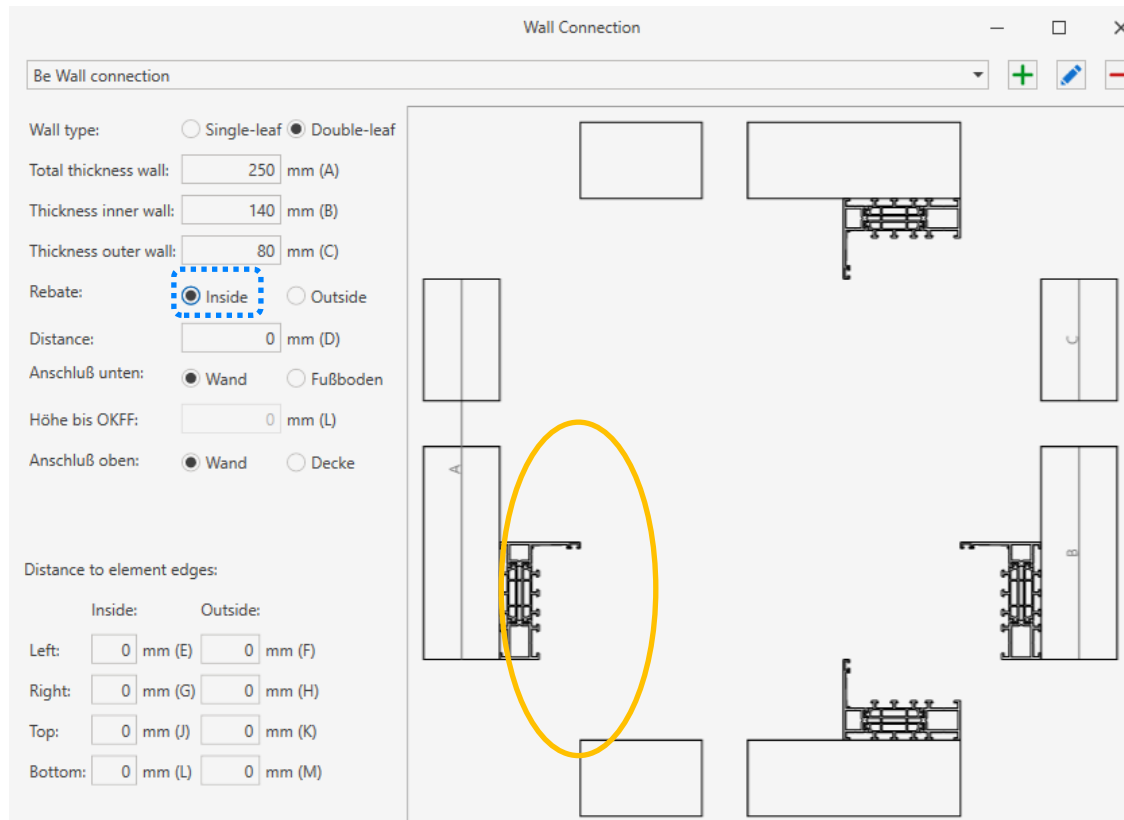 Wall Connection
Be Wall connection
Wall type: Single-leaf Double-leaf
Total thickness wall: 250 mm (A)
Thickness inner wall: 140 mm (B)
Thickness outer wall: 80 mm (C)
Rebate: Inside Outside
Distance: 0 mm (D)
Anschluß unten: Wand Fußboden
Höhe bis OKFF: 0 mm (L)
Anschluß oben: Wand Decke
Distance to element edges:
Inside: Outside:
Left: 0 mm (E) 0 mm (F)
Right: 0 mm (G) 0 mm (H)
Top: 0 mm (J) 0 mm (K)
Bottom: 0 mm (L) 0 mm (M)
C
A
B